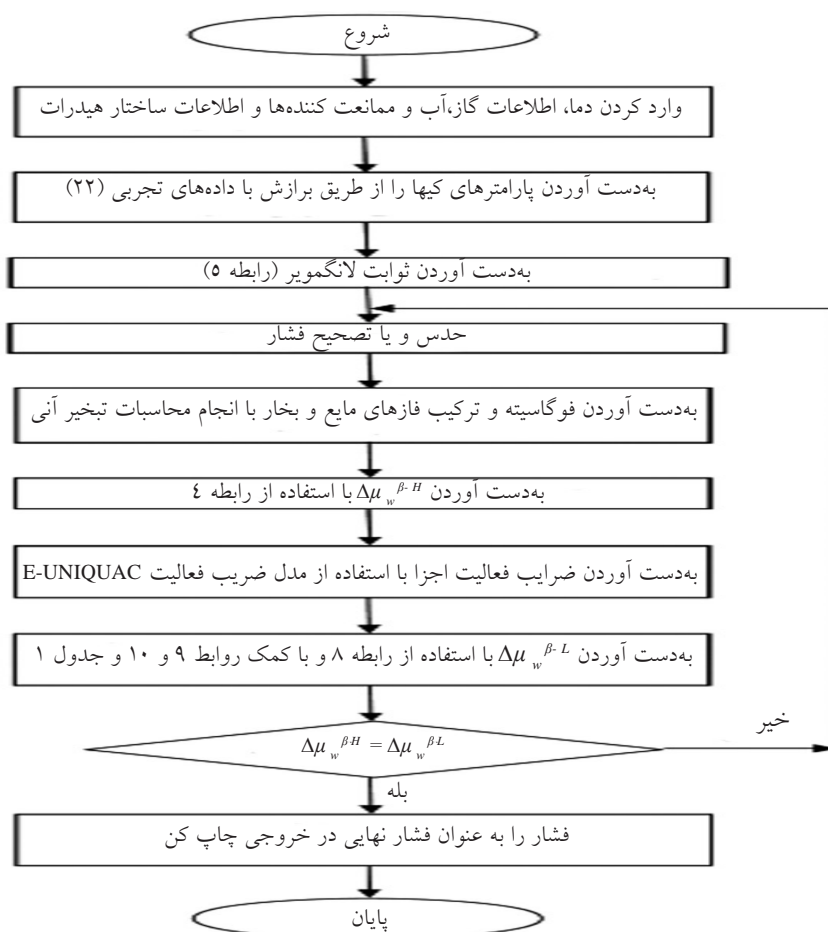 شروع
وارد کردن دما، اطلاعات گاز،آب و ممانعت کننده‌ها و اطلاعات ساختار هیدرات
به‌دست آوردن پارامترهای کیها را از طریق برازش با داده‌های تجربی (۲۲)
به‌دست آوردن ثوابت لانگمویر (رابطه ۵)
حدس و یا تصحیح فشار
به‌دست آوردن فوگاسیته و ترکیب فازهای مایع و بخار با انجام محاسبات تبخیر آنی
به‌دست آوردن Δμ_w^{β-H} با استفاده از رابطه ٤
به‌دست آوردن ضرایب فعالیت اجزا با استفاده از مدل ضریب فعالیت E-UNIQUAC
به‌دست آوردن Δμ_w^{β-L} با استفاده از رابطه ۸ و با کمک روابط ۹ و ۱۰ و جدول ۱
خیر
Δμ_w^{βH} = Δμ_w^{βL}
بله
فشار را به عنوان فشار نهایی در خروجی چاپ کن
پایان